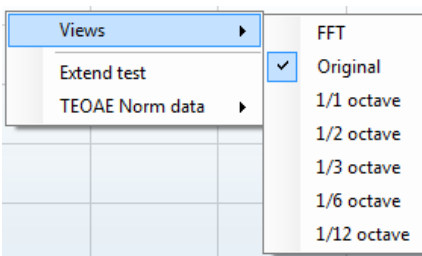 Views
Extend test
TEOAE Norm data
FFT
Original
1/1 octave
1/2 octave
1/3 octave
1/6 octave
1/12 octave